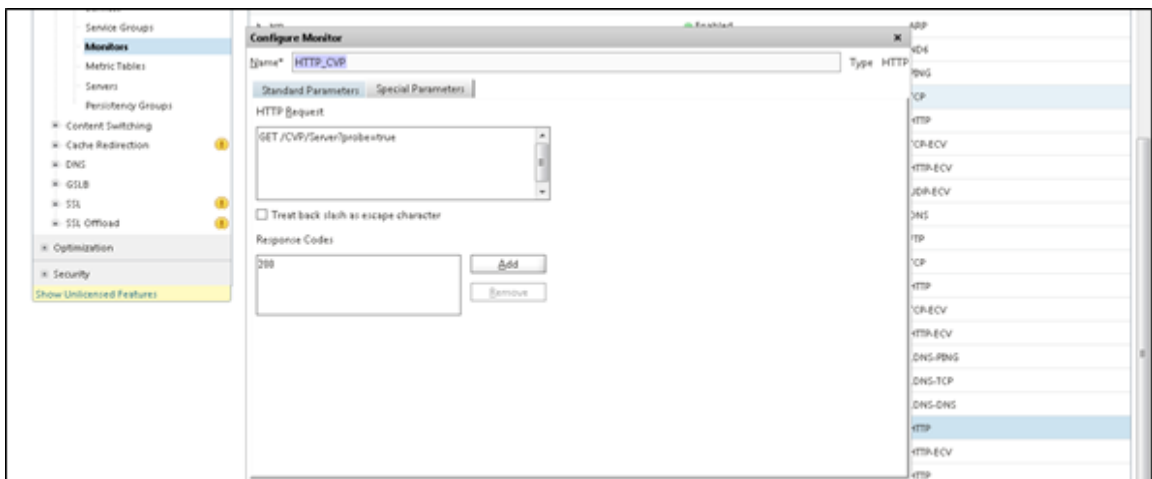 Service Groups
Monitors
Metric Tables
Servers
Persistency Groups
Content Switching
Cache Redirection
DNS
GSLB
SSL
SSL Offload
Optimization
Security
Show Unlicensed Features
Enabled
ARP
ND6
PING
TCP
HTTP
TCP-ECV
HTTP-ECV
UDP-ECV
DNS
FTP
TCP
HTTP
TCP-ECV
HTTP-ECV
LDNS-PING
LDNS-TCP
LDNS-DNS
HTTP
HTTP-ECV
HTTP
Configure Monitor
Name* HTTP_CVP Type HTTP
Standard Parameters Special Parameters
HTTP Request
GET /CVP/Server?probe=true
Treat back slash as escape character
Response Codes
200
Add
Remove